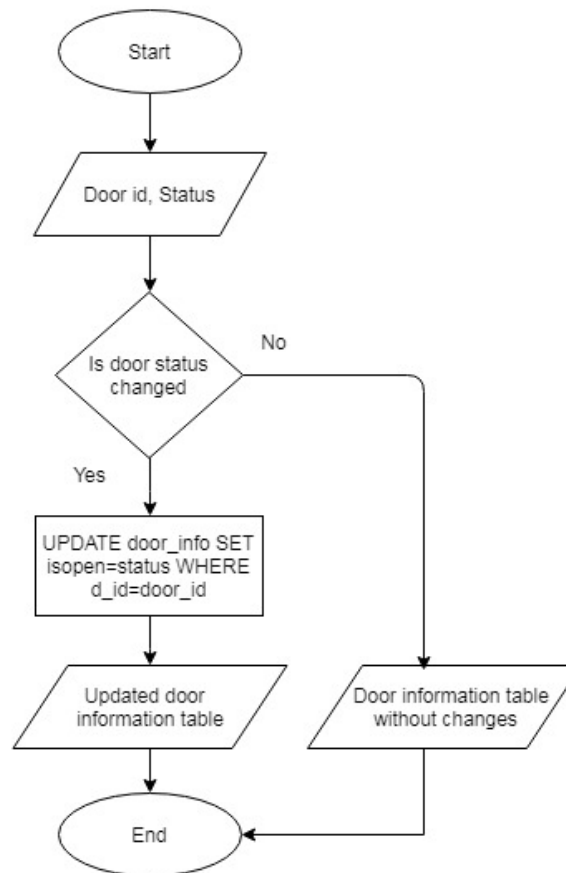 Start
Door id, Status
Is door status
changed
No
Yes
UPDATE door_info SET
isopen=status WHERE
d_id=door_id
Updated door
information table
Door information table
without changes
End